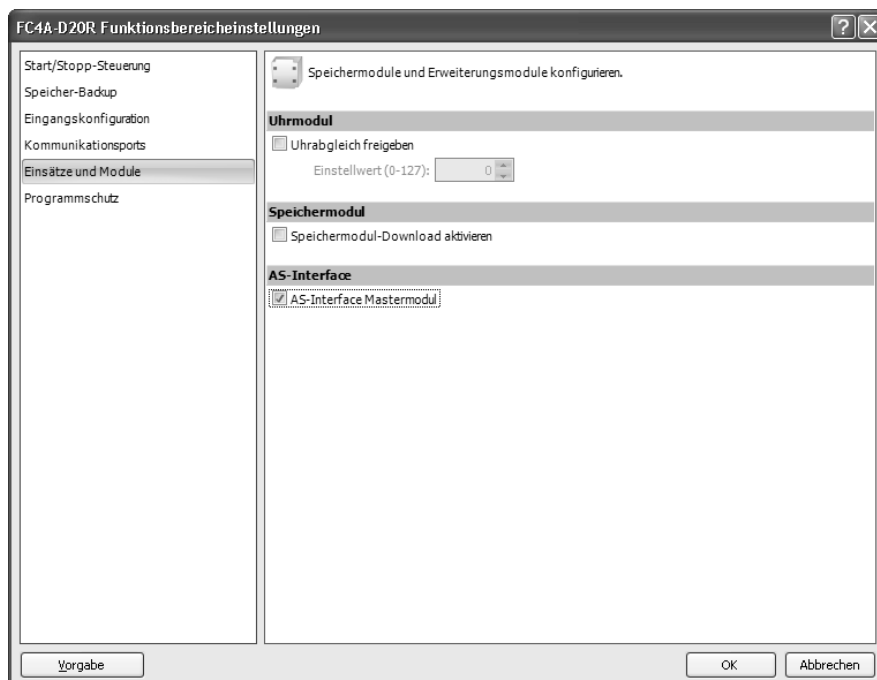 FC4A-D20R Funktionsbereicheinstellungen
Start/Stopp-Steuerung
Speicher-Backup
Eingangskonfiguration
Kommunikationsports
Einsätze und Module
Programmschutz
Speichermodule und Erweiterungsmodule konfigurieren.
Uhrmodul
Uhrabgleich freigeben
Einstellwert (0-127): 0
Speichermodul
Speichermodul-Download aktivieren
AS-Interface
AS-Interface Mastermodul
Vorgabe
OK
Abbrechen